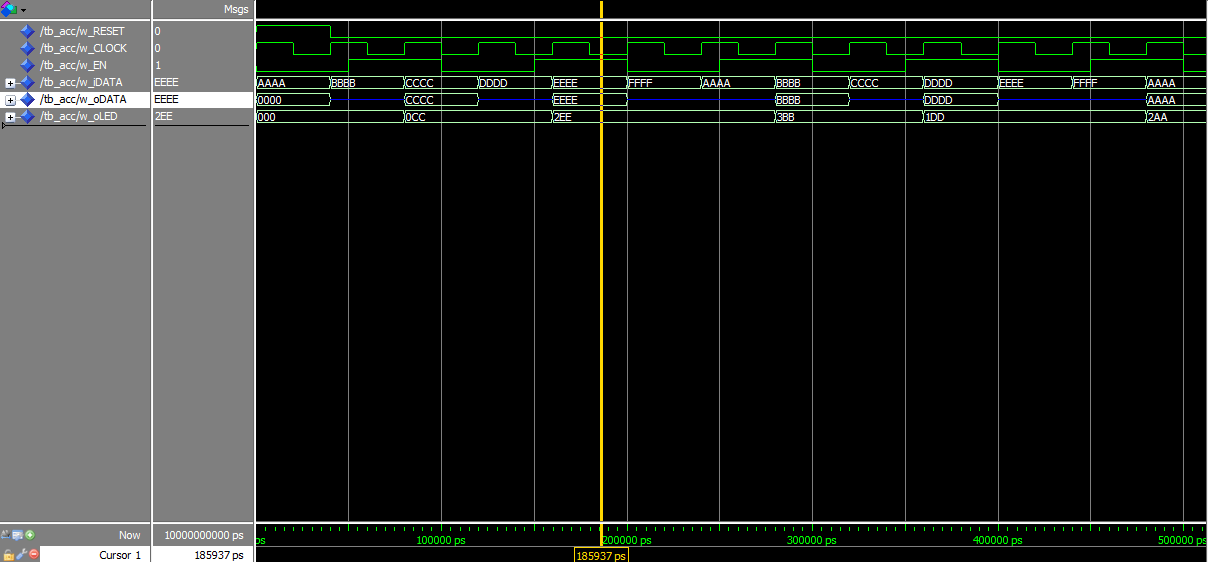 Msgs
/tb_acc/w_RESET 0
/tb_acc/w_CLOCK 0
/tb_acc/w_EN 1
/tb_acc/w_iDATA EEEE AAAA BBBB CCCC DDDD EEEE FFFF AAAA BBBB CCCC DDDD EEEE FFFF AAAA
/tb_acc/w_oDATA EEEE 0000 CCCC EEEE BBBB DDDD AAAA
/tb_acc/w_oLED 2EE 000 0CC 2EE 3BB 1DD 2AA
Now 10000000000 ps ps 100000 ps 200000 ps 300000 ps 400000 ps 500000 ps
Cursor 1 185937 ps 185937 ps